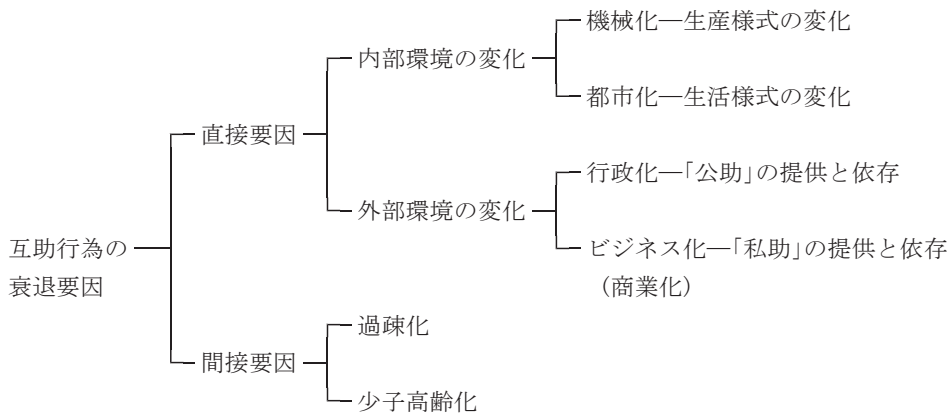 機械化―生産様式の変化
内部環境の変化
都市化―生活様式の変化
直接要因
行政化―「公助」の提供と依存
外部環境の変化
互助行為の
衰退要因
ビジネス化―「私助」の提供と依存
（商業化）
過疎化
間接要因
少子高齢化